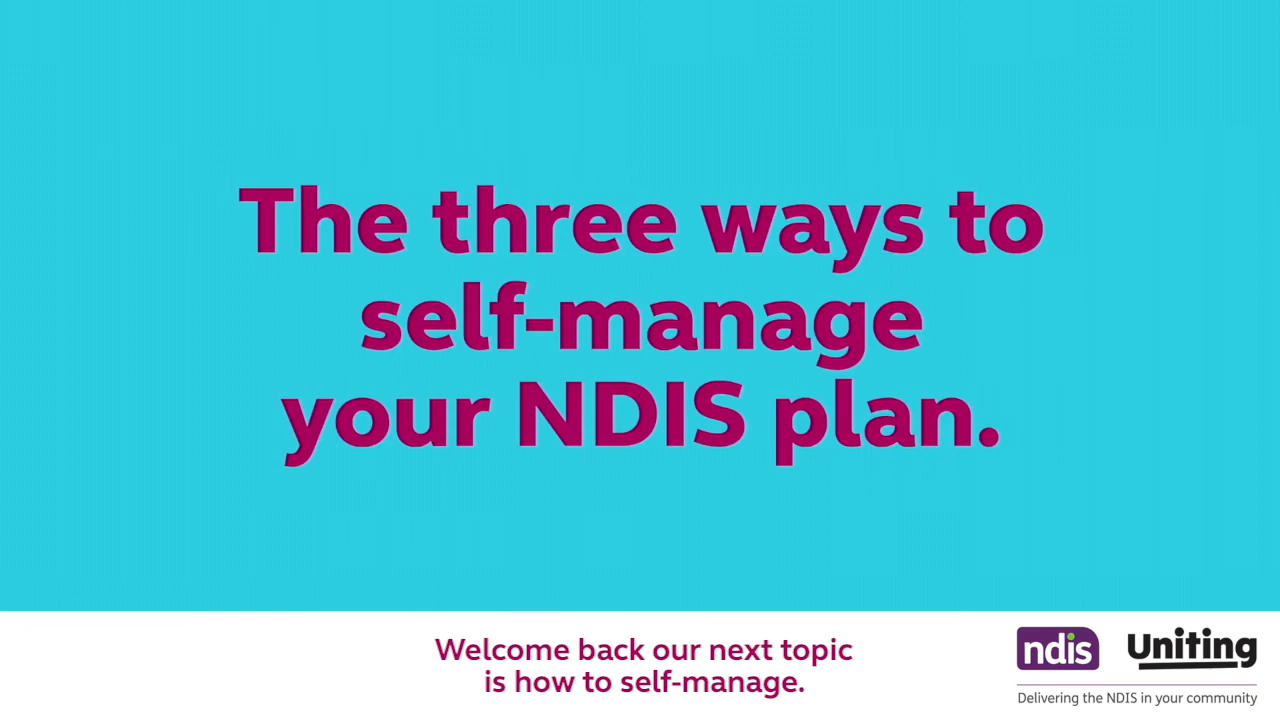 The three ways to
self-manage
your NDIS plan.
Welcome back our next topic
is how to self-manage.
ndis
Uniting
Delivering the NDIS in your community